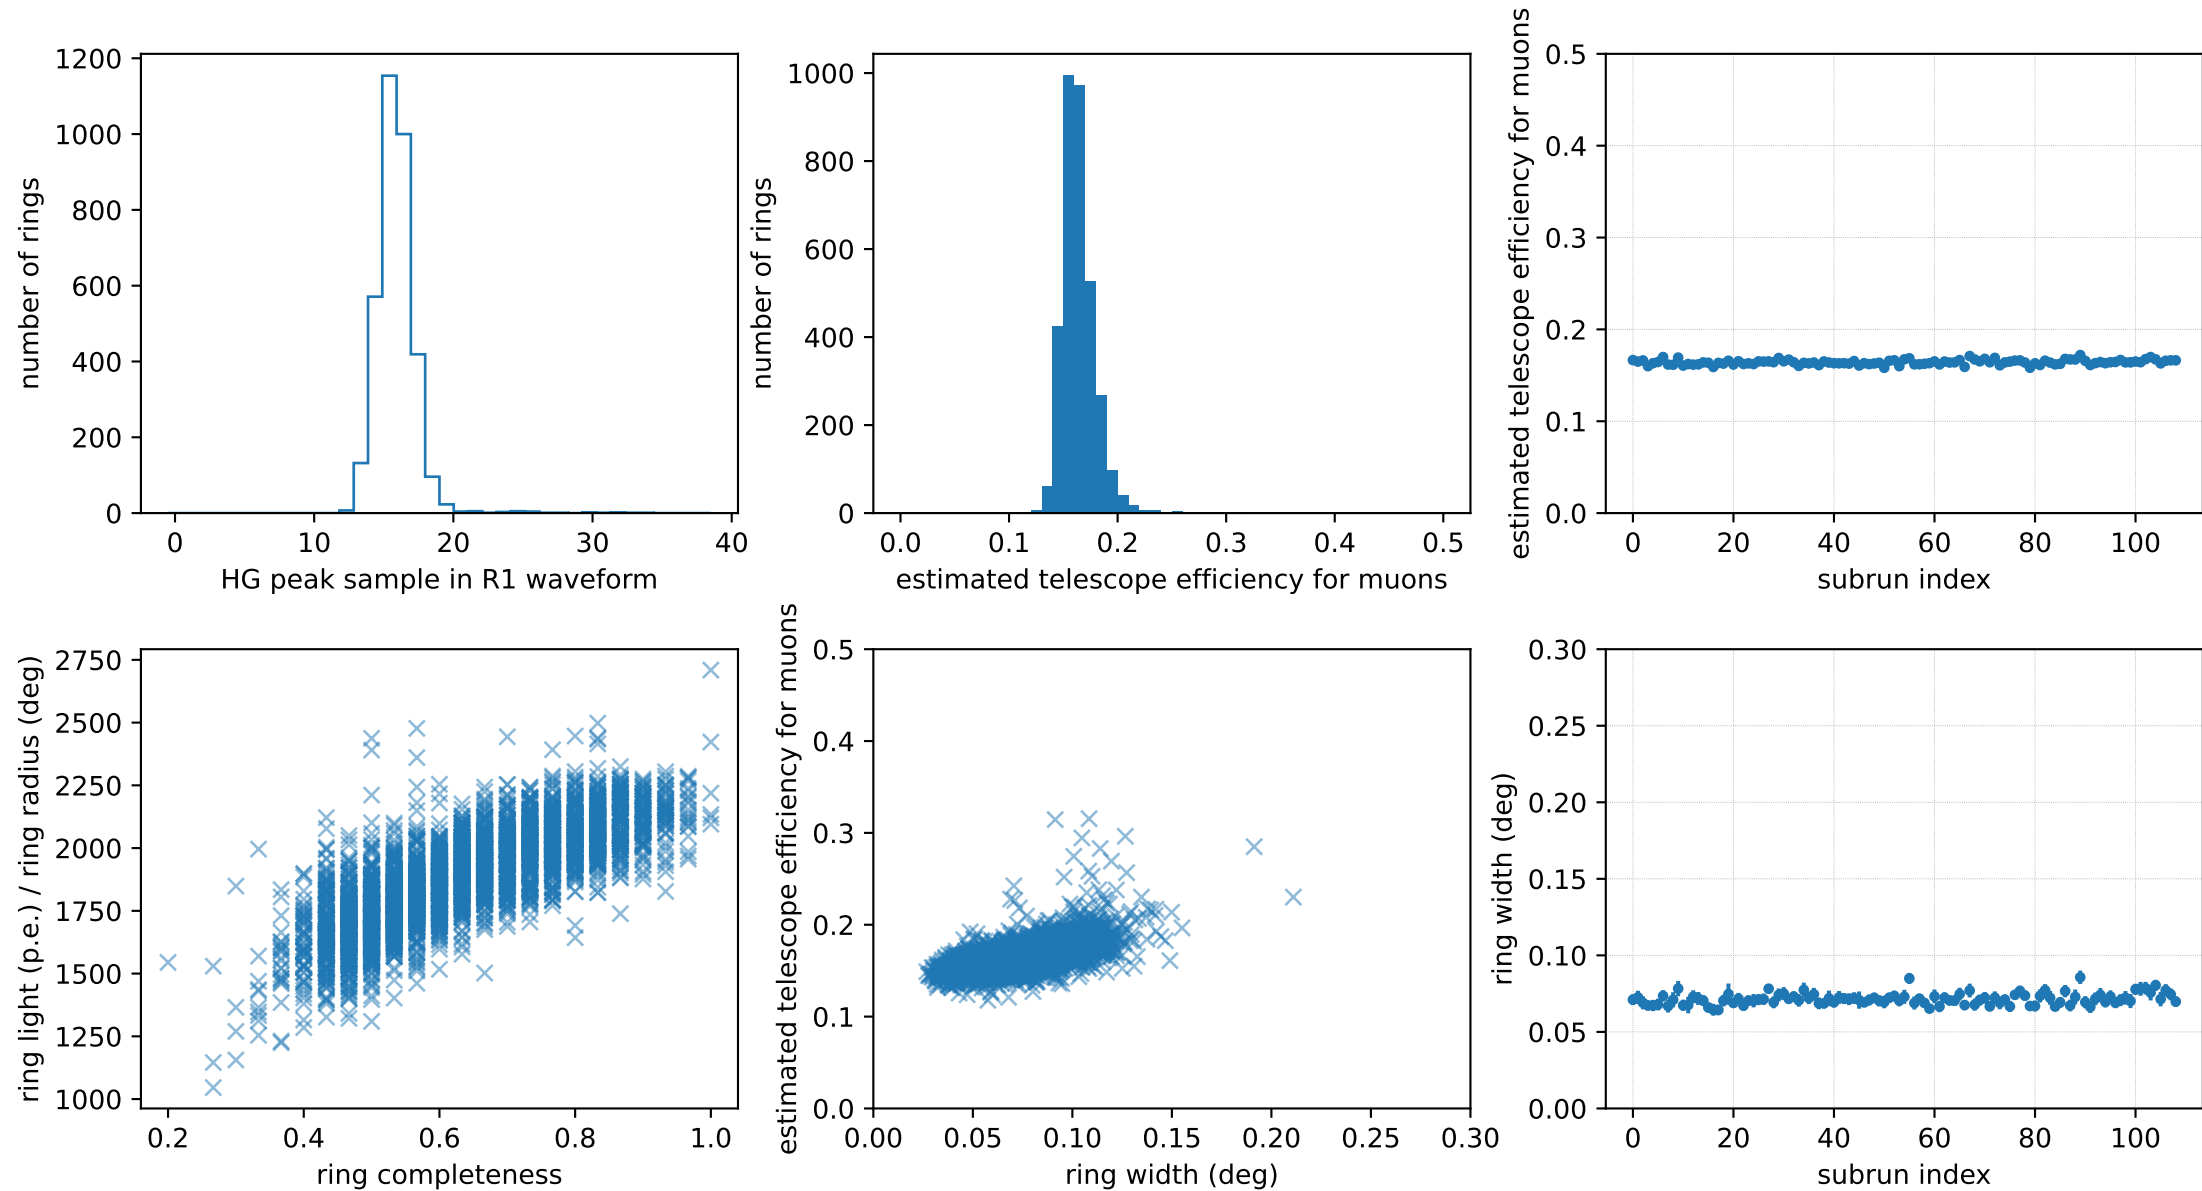 number of rings
1200
1000
800
600
400
200
0
0 10 20 30 40
HG peak sample in R1 waveform
number of rings
1000
800
600
400
200
0
0.0 0.1 0.2 0.3 0.4 0.5
estimated telescope efficiency for muons
estimated telescope efficiency for muons
0.5
0.4
0.3
0.2
0.1
0.0
0 20 40 60 80 100
subrun index
ring light (p.e.) / ring radius (deg)
2750
2500
2250
2000
1750
1500
1250
1000
0.2 0.4 0.6 0.8 1.0
ring completeness
estimated telescope efficiency for muons
0.5
0.4
0.3
0.2
0.1
0.0
0.00 0.05 0.10 0.15 0.20 0.25 0.30
ring width (deg)
ring width (deg)
0.30
0.25
0.20
0.15
0.10
0.05
0.00
0 20 40 60 80 100
subrun index